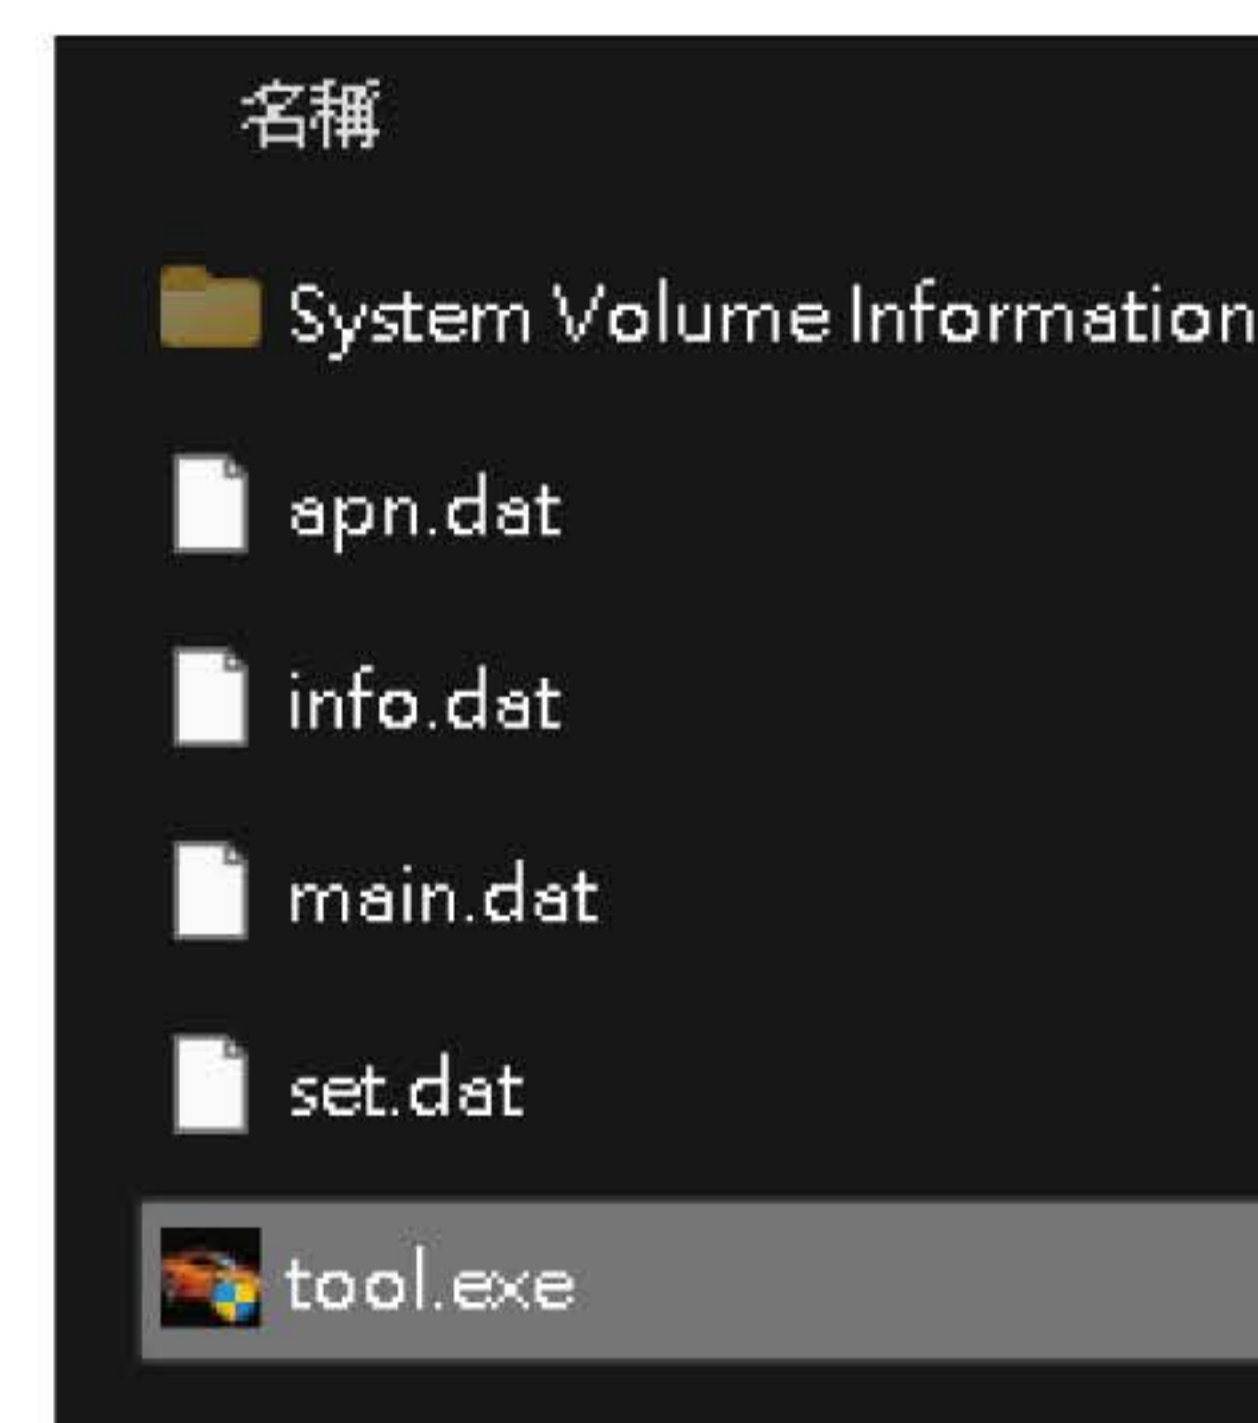 名稱
System Volume Information
apn.dat
info.dat
main.dat
set.dat
tool.exe